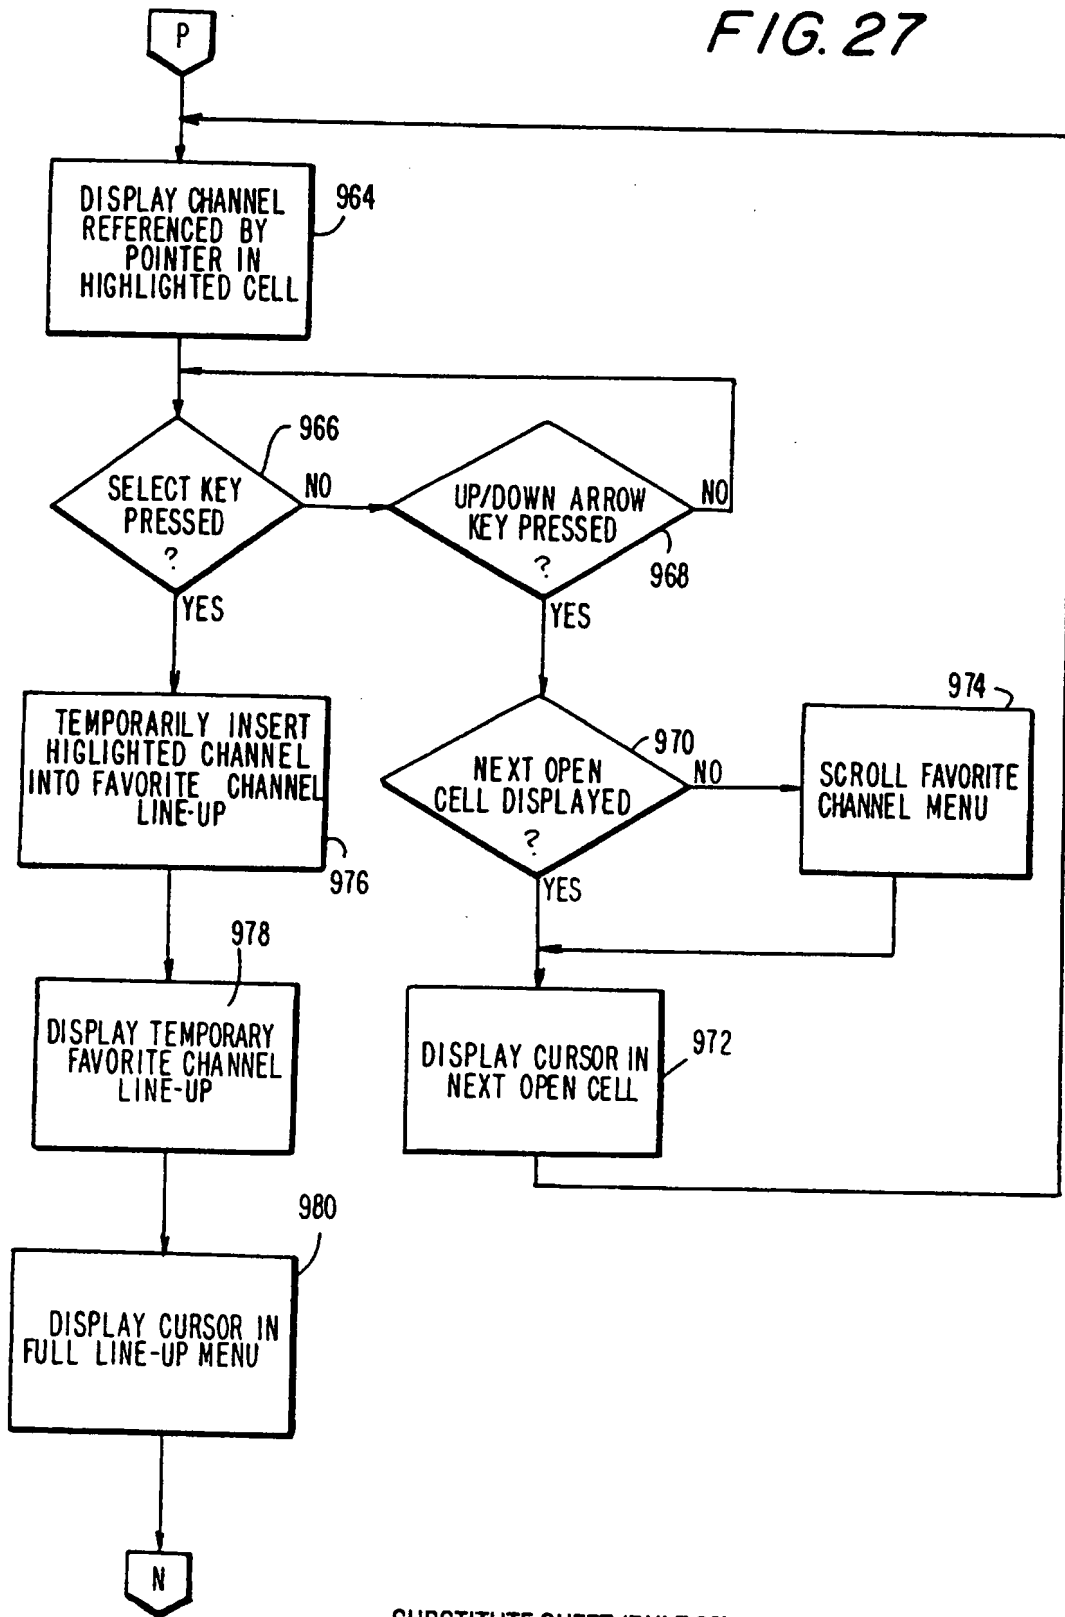 FIG. 27
P
DISPLAY CHANNEL
REFERENCED BY
POINTER IN
HIGHLIGHTED CELL
964
966
SELECT KEY
PRESSED
?
NO
YES
UP/DOWN ARROW
KEY PRESSED
?
NO
968
YES
TEMPORARILY INSERT
HIGLIGHTED CHANNEL
INTO FAVORITE CHANNEL
LINE-UP
976
970
NEXT OPEN
CELL DISPLAYED
?
NO
YES
974
SCROLL FAVORITE
CHANNEL MENU
978
DISPLAY TEMPORARY
FAVORITE CHANNEL
LINE-UP
DISPLAY CURSOR IN
NEXT OPEN CELL
972
980
DISPLAY CURSOR IN
FULL LINE-UP MENU
N
SUBSTITUTE SHEET